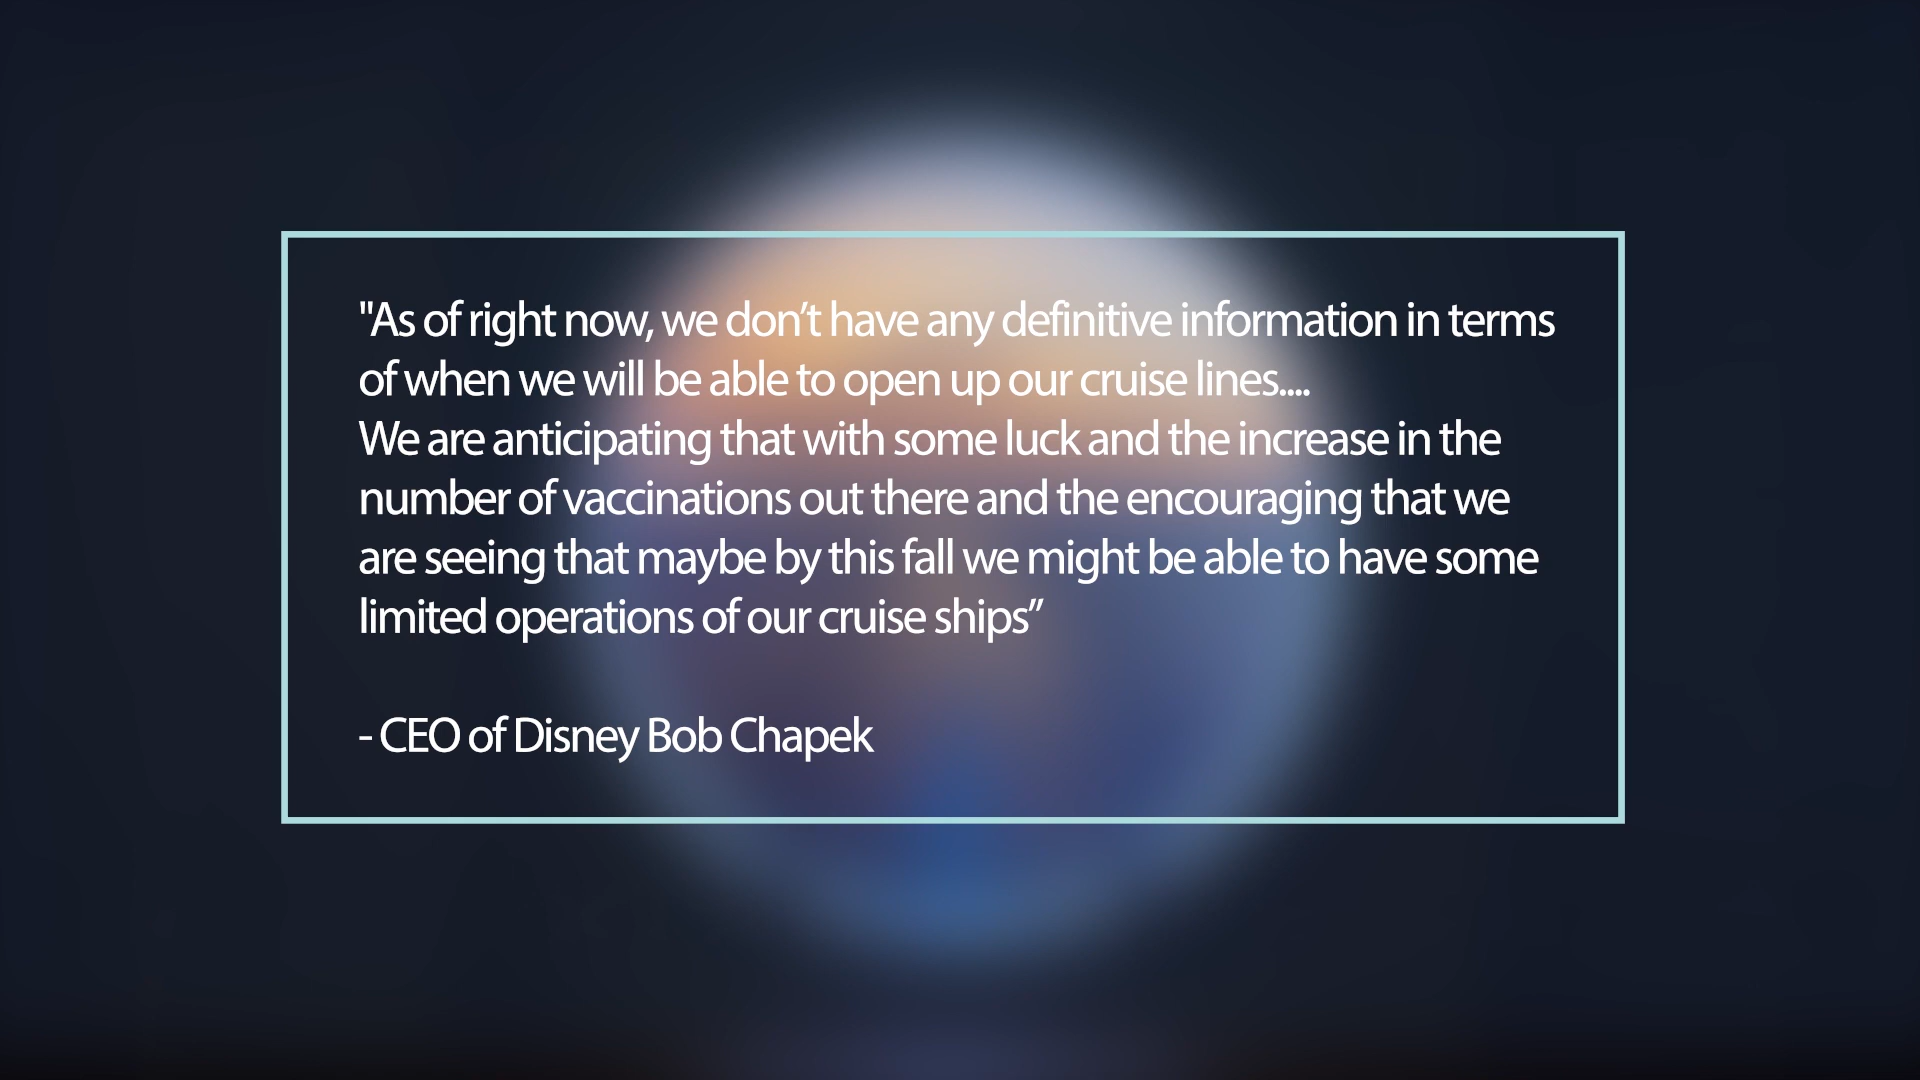 "As of right now, we don’t have any definitive information in terms
of when we will be able to open up our cruise lines....
We are anticipating that with some luck and the increase in the
number of vaccinations out there and the encouraging that we
are seeing that maybe by this fall we might be able to have some
limited operations of our cruise ships”
- CEO of Disney Bob Chapek